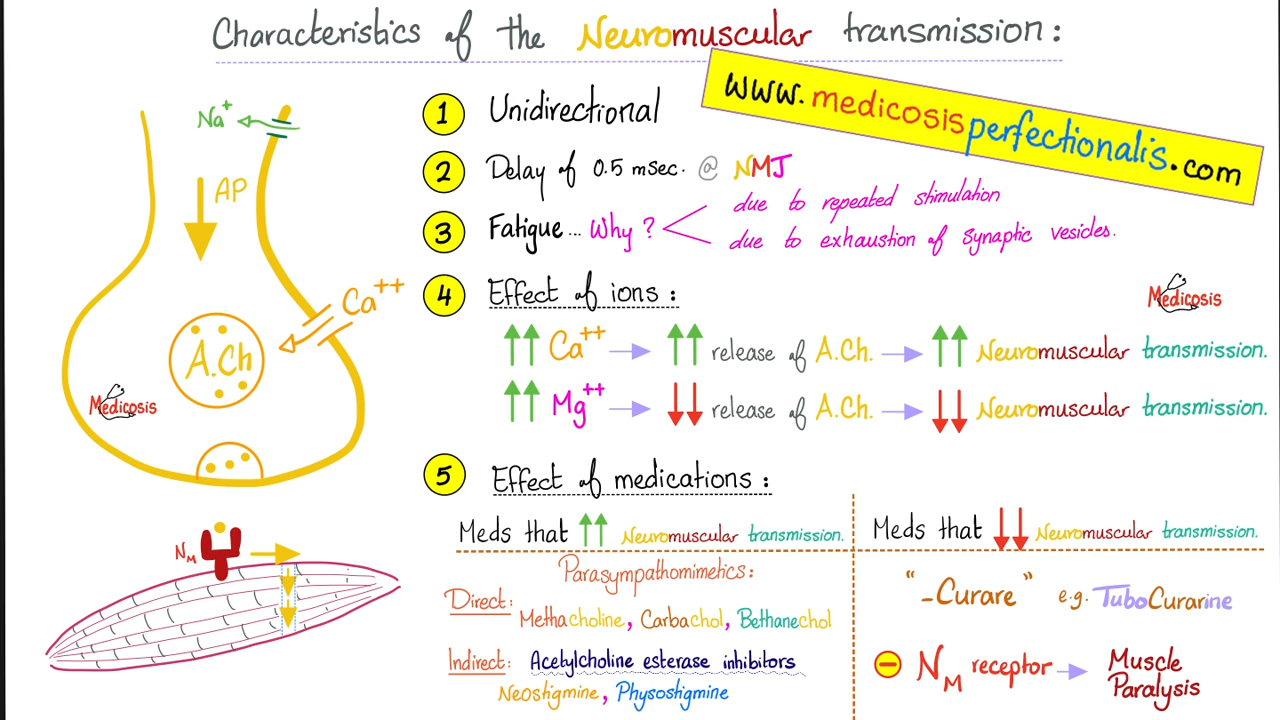 Characteristics of the Neuromuscular transmission:
www.medicosisperfectionalis.com
Na+
AP
Ca++
A.Ch
Medicosis
NM
1 Unidirectional
2 Delay of 0.5 msec. @ NMJ
3 Fatigue... Why?
due to repeated stimulation
due to exhaustion of synaptic vesicles.
4 Effect of ions:
Medicosis
↑↑ Ca++ → ↑↑ release of A.Ch. → ↑↑ Neuromuscular transmission.
↑↑ Mg++ → ↓↓ release of A.Ch. → ↓↓ Neuromuscular transmission.
5 Effect of medications:
Meds that ↑↑ Neuromuscular transmission.
Parasympathomimetics:
Direct:
Methacholine, Carbachol, Bethanechol
Indirect: Acetylcholine esterase inhibitors
Neostigmine, Physostigmine
Meds that ↓↓ Neuromuscular transmission.
"-Curare" e.g. TuboCurarine
− NM receptor → Muscle
Paralysis